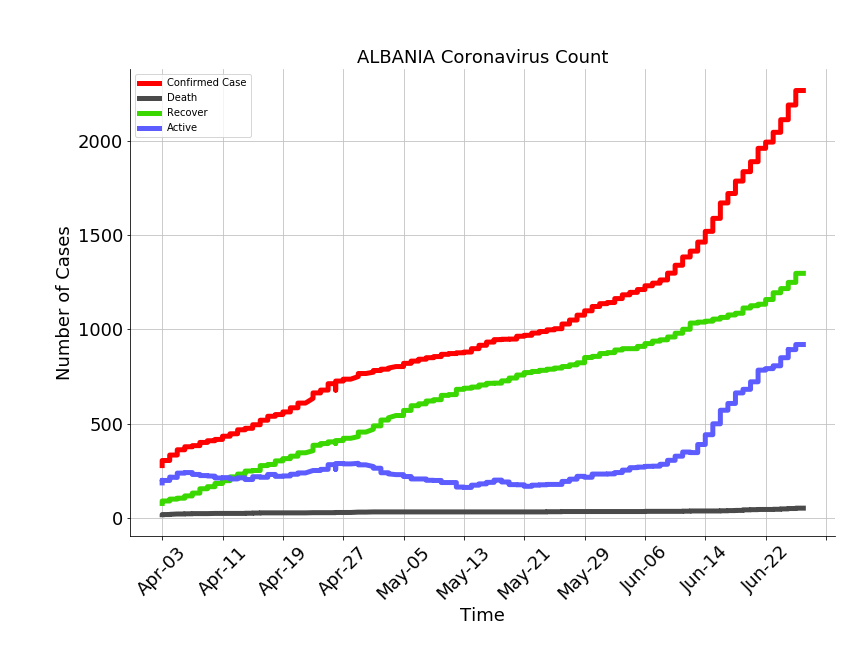 ALBANIA Coronavirus Count
Confirmed Case
Death
Recover
Active
Number of Cases
2000
1500
1000
500
0
Apr-03
Apr-11
Apr-19
Apr-27
May-05
May-13
May-21
May-29
Jun-06
Jun-14
Jun-22
Time